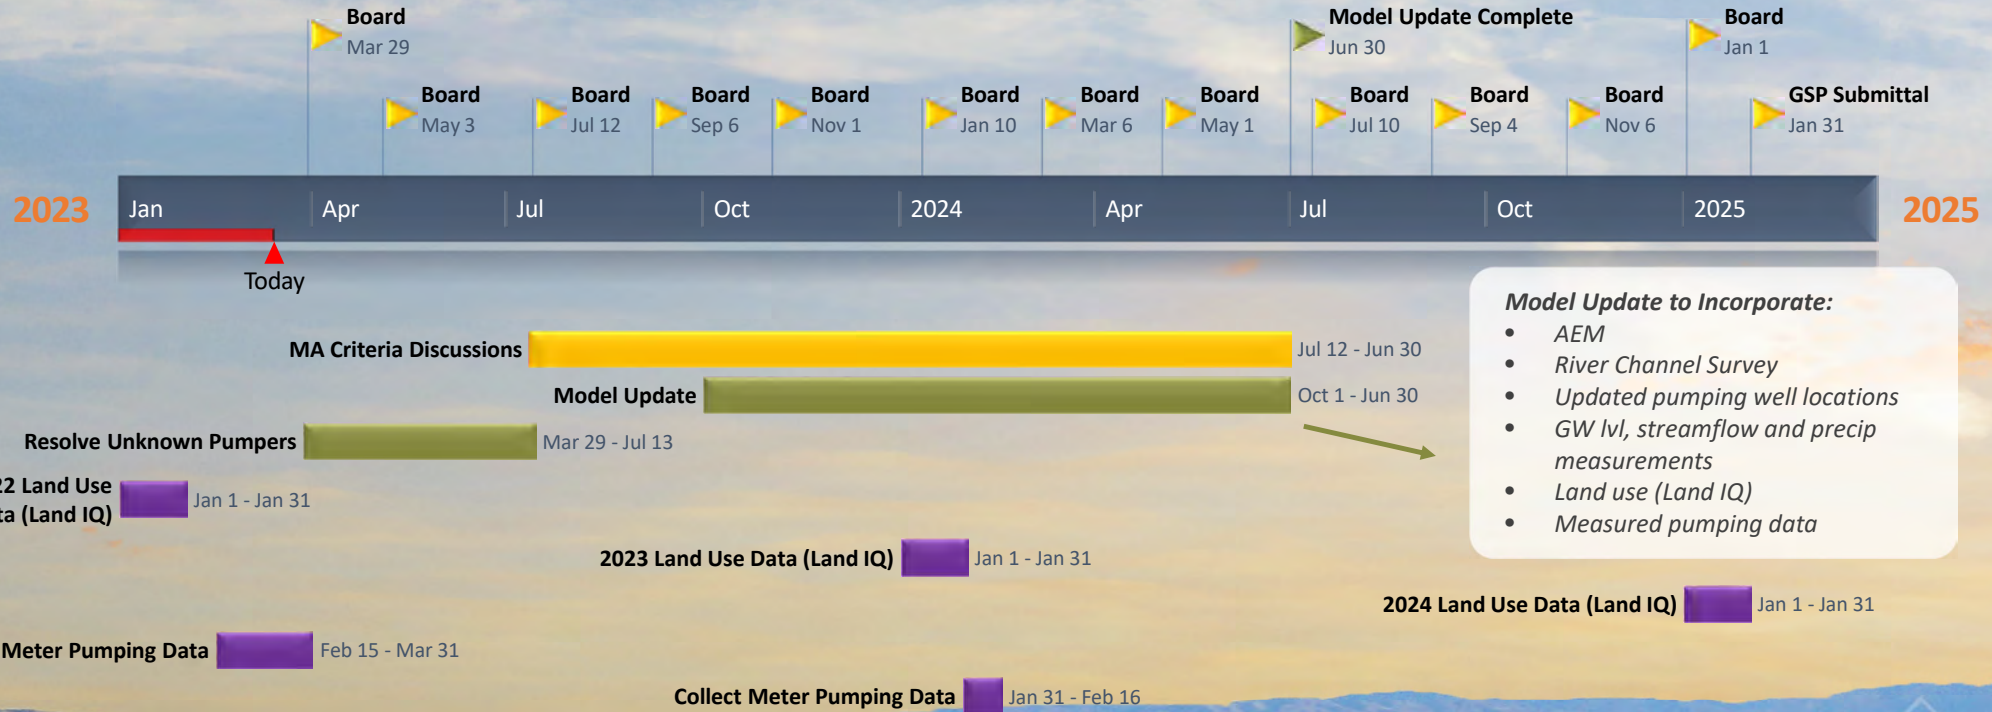 Board
Mar 29
Model Update Complete
Jun 30
Board
Jan 1
Board
May 3
Board
Jul 12
Board
Sep 6
Board
Nov 1
Board
Jan 10
Board
Mar 6
Board
May 1
Board
Jul 10
Board
Sep 4
Board
Nov 6
GSP Submittal
Jan 31
2023
Jan
Apr
Jul
Oct
2024
Apr
Jul
Oct
2025
2025
Today
Model Update to Incorporate:
• AEM
• River Channel Survey
• Updated pumping well locations
• GW lvl, streamflow and precip
measurements
• Land use (Land IQ)
• Measured pumping data
MA Criteria Discussions
Jul 12 - Jun 30
Model Update
Oct 1 - Jun 30
Resolve Unknown Pumpers
Mar 29 - Jul 13
22 Land Use
ta (Land IQ)
Jan 1 - Jan 31
2023 Land Use Data (Land IQ)
Jan 1 - Jan 31
2024 Land Use Data (Land IQ)
Jan 1 - Jan 31
Meter Pumping Data
Feb 15 - Mar 31
Collect Meter Pumping Data
Jan 31 - Feb 16